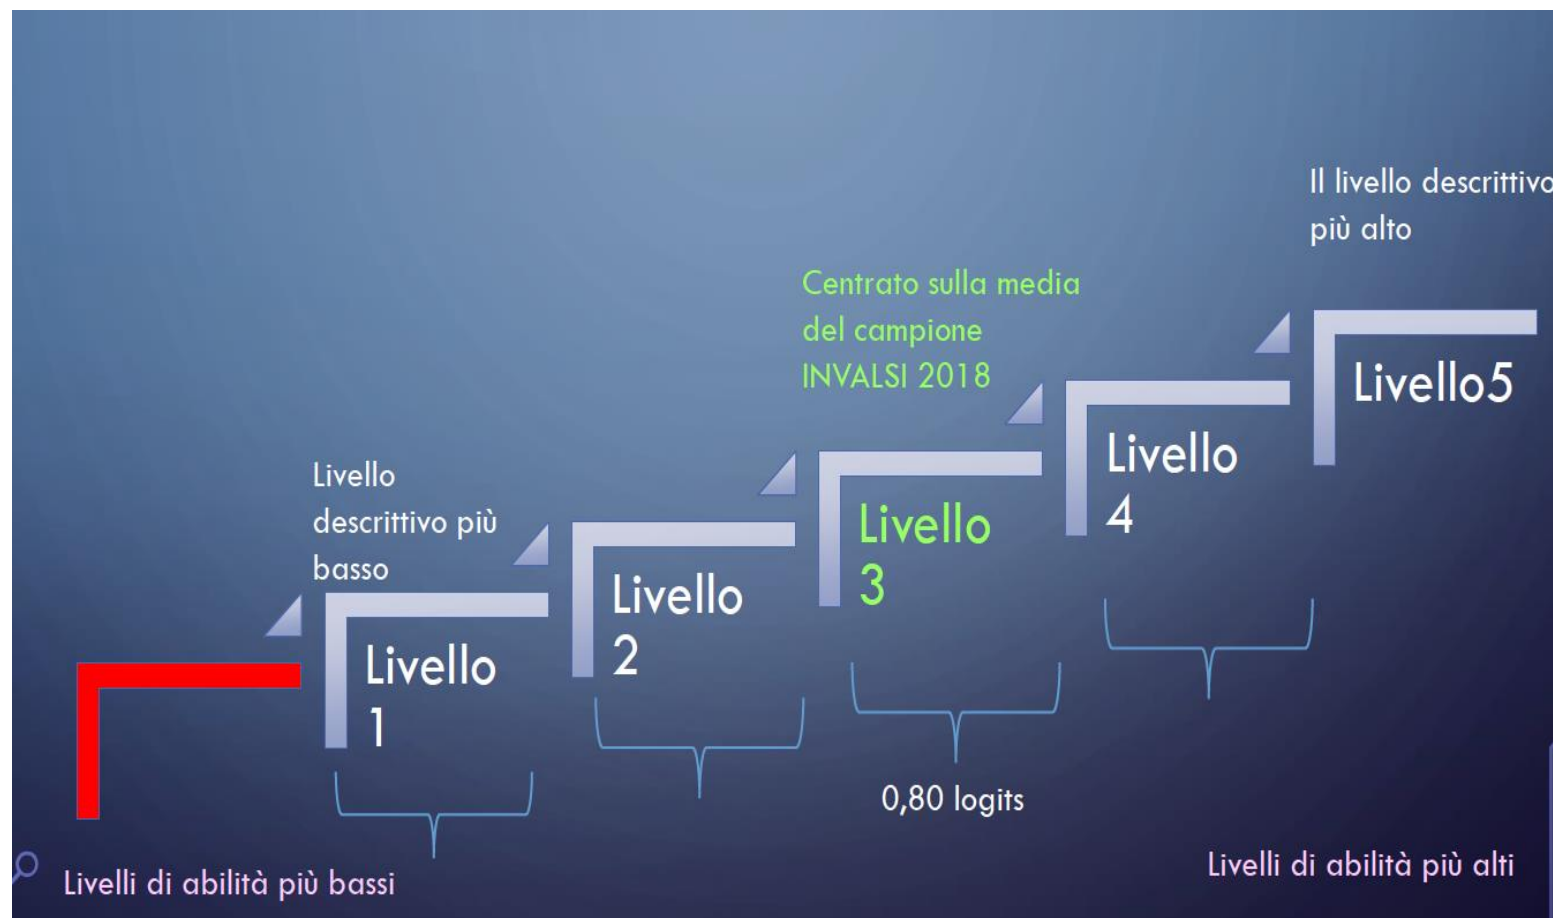 Il livello descrittivo
più alto
Centrato sulla media
del campione
INVALSI 2018
Livello5
Livello
4
Livello
descrittivo più
basso
Livello
3
Livello
2
Livello
1
0,80 logits
Livelli di abilità più bassi
Livelli di abilità più alti